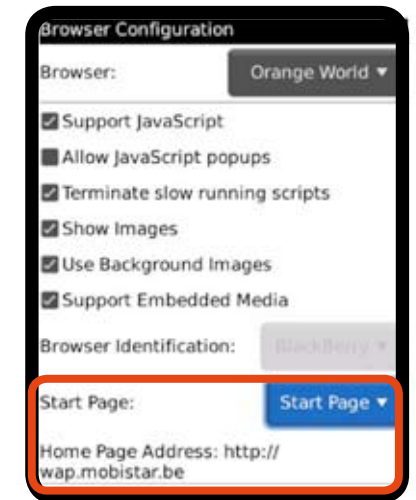 Browser Configuration
Browser: Orange World
Support JavaScript
Allow JavaScript popups
Terminate slow running scripts
Show Images
Use Background Images
Support Embedded Media
Browser Identification: BlackBerry
Start Page: Start Page
Home Page Address: http://
wap.mobistar.be